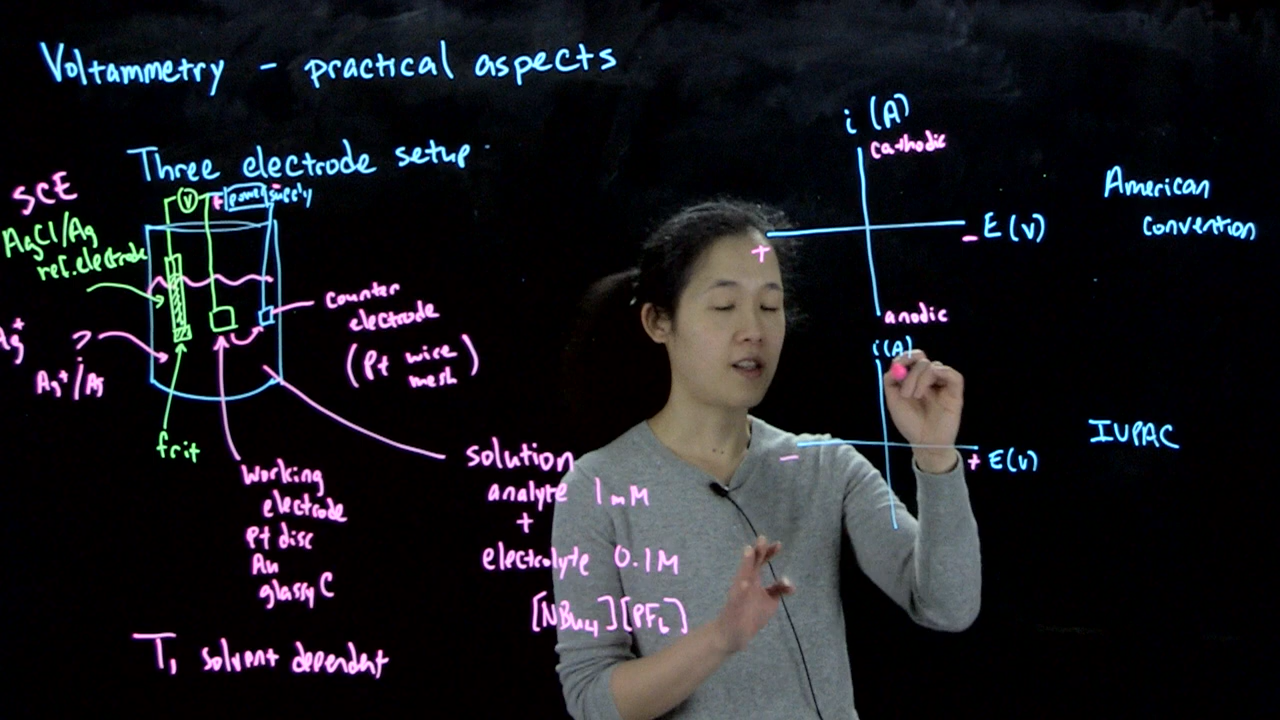 Voltammetry - practical aspects
Three electrode setup
SCE
V
+
power supply
-
AgCl/Ag
ref. electrode
Ag+
?
Ag+/Ag
frit
counter
electrode
(Pt wire
mesh)
working
electrode
Pt disc
Au
glassy C
solution
analyte 1 mM
+
electrolyte 0.1M
[NBu4][PF6]
T, solvent dependent
i (A)
cathodic
+
- E (V)
anodic
American
Convention
i (A)
-
+ E(V)
IUPAC